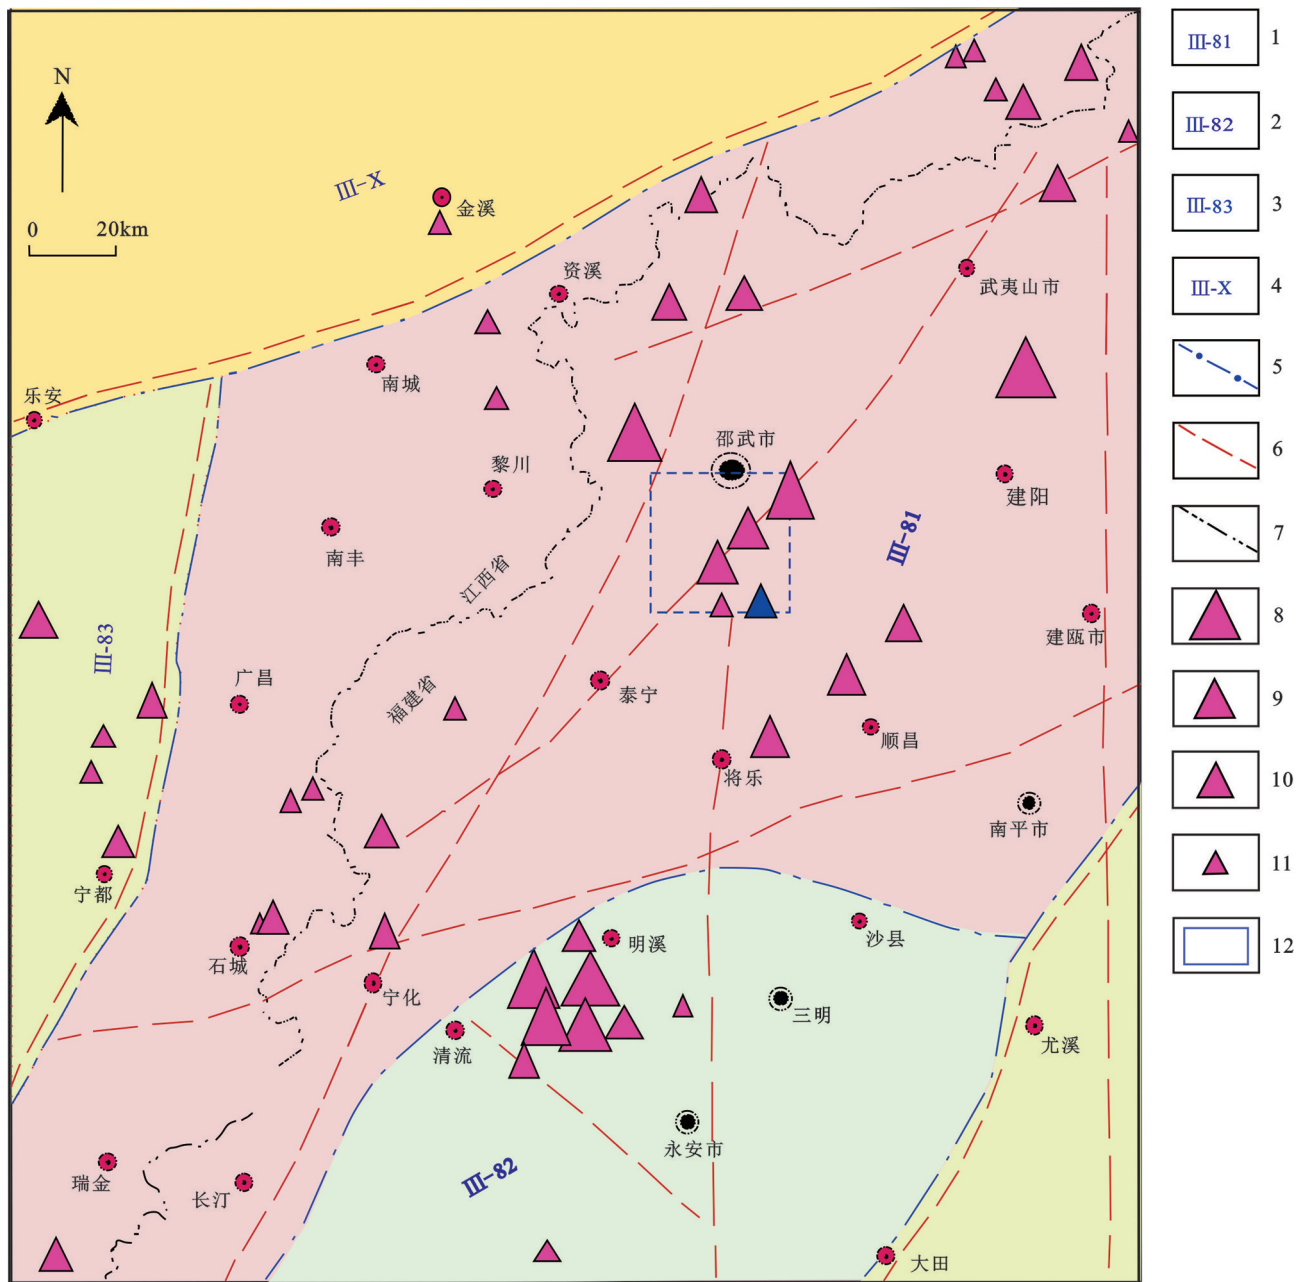 N
0 20km
III-X
金溪
资溪
南城
乐安
武夷山市
邵武市
黎川
建阳
南丰
III-81
江西省
建瓯市
III-83
广昌
福建省
泰宁
顺昌
将乐
南平市
宁都
沙县
明溪
石城
宁化
三明
清流
尤溪
永安市
III-82
瑞金
长汀
大田
III-81 1
III-82 2
III-83 3
III-X 4
5
6
7
8
9
10
11
12